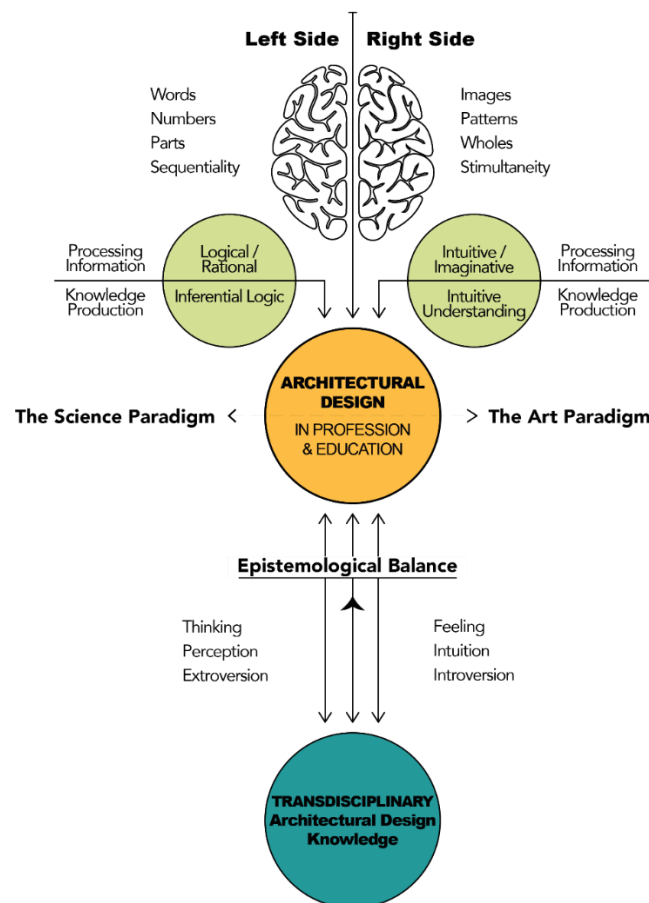 Left Side
Right Side
Words
Numbers
Parts
Sequentiality
Images
Patterns
Wholes
Stimultaneity
Processing
Information
Knowledge
Production
Logical /
Rational
Inferential Logic
Intuitive /
Imaginative
Intuitive
Understanding
Processing
Information
Knowledge
Production
ARCHITECTURAL
DESIGN
IN PROFESSION
& EDUCATION
The Science Paradigm
The Art Paradigm
Epistemological Balance
Thinking
Perception
Extroversion
Feeling
Intuition
Introversion
TRANSDISCIPLINARY
Architectural Design
Knowledge